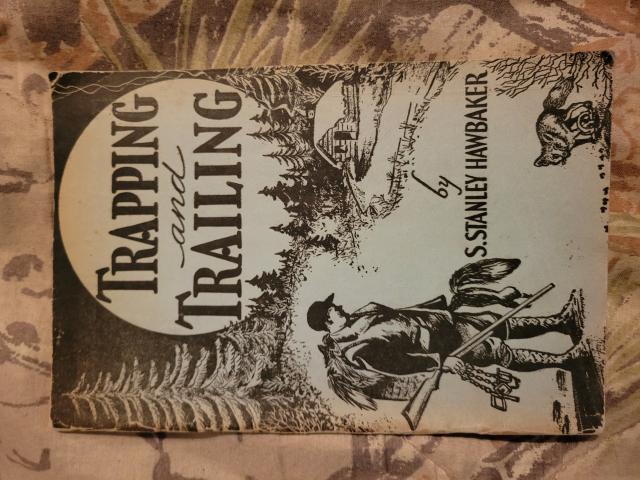 TRAPPING
and
TRAILING
by
S. STANLEY HAWBAKER